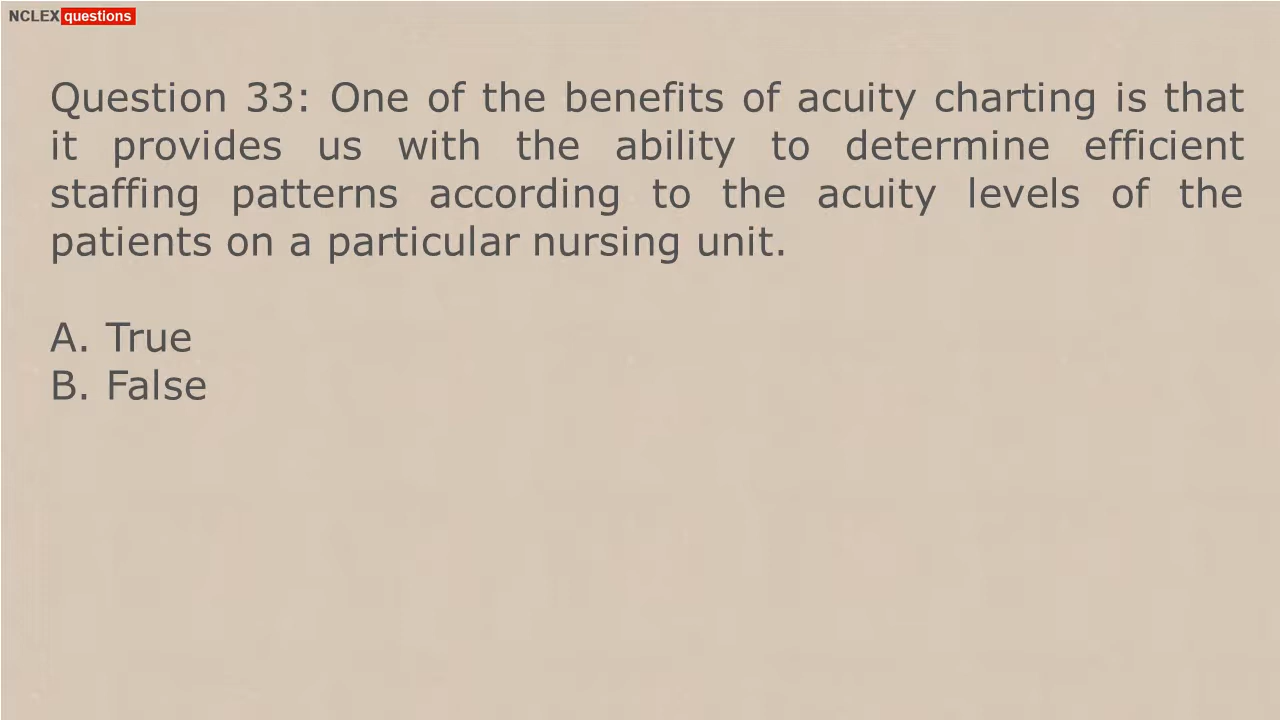 NCLEX questions
Question 33: One of the benefits of acuity charting is that
it provides us with the ability to determine efficient
staffing patterns according to the acuity levels of the
patients on a particular nursing unit.
A. True
B. False